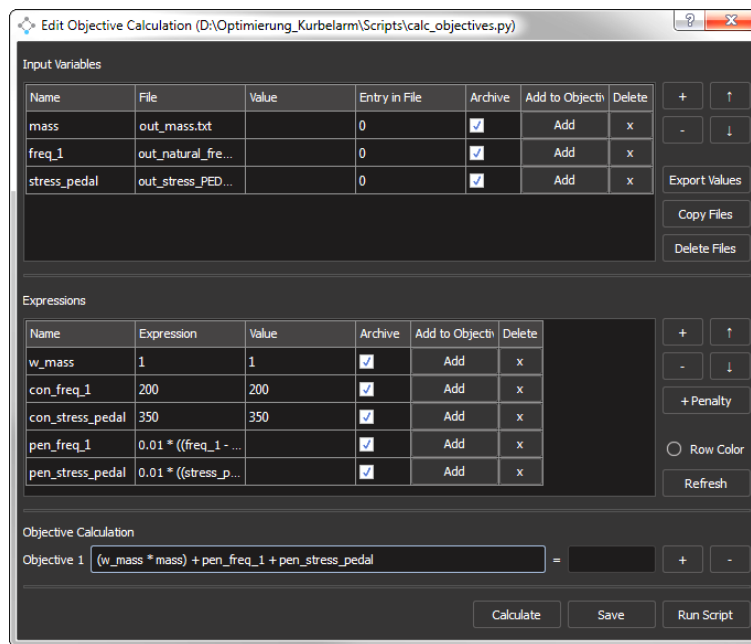 Edit Objective Calculation (D:\Optimierung_Kurbelarm\Scripts\calc_objectives.py)
? X
Input Variables
Name File Value Entry in File Archive Add to Objectiv Delete
mass out_mass.txt 0 Add x
freq_1 out_natural_fre... 0 Add x
stress_pedal out_stress_PED... 0 Add x
+ ↑
- ↓
Export Values
Copy Files
Delete Files
Expressions
Name Expression Value Archive Add to Objectiv Delete
w_mass 1 1 Add x
con_freq_1 200 200 Add x
con_stress_pedal 350 350 Add x
pen_freq_1 0.01 * ((freq_1 - ... Add x
pen_stress_pedal 0.01 * ((stress_p... Add x
+ ↑
- ↓
+ Penalty
Row Color
Refresh
Objective Calculation
Objective 1 (w_mass * mass) + pen_freq_1 + pen_stress_pedal = + -
Calculate Save Run Script